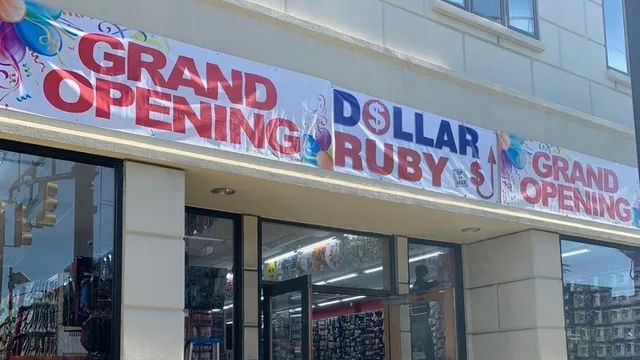 GRAND
OPENING
DOLLAR
RUBY $
GRAND
OPENING